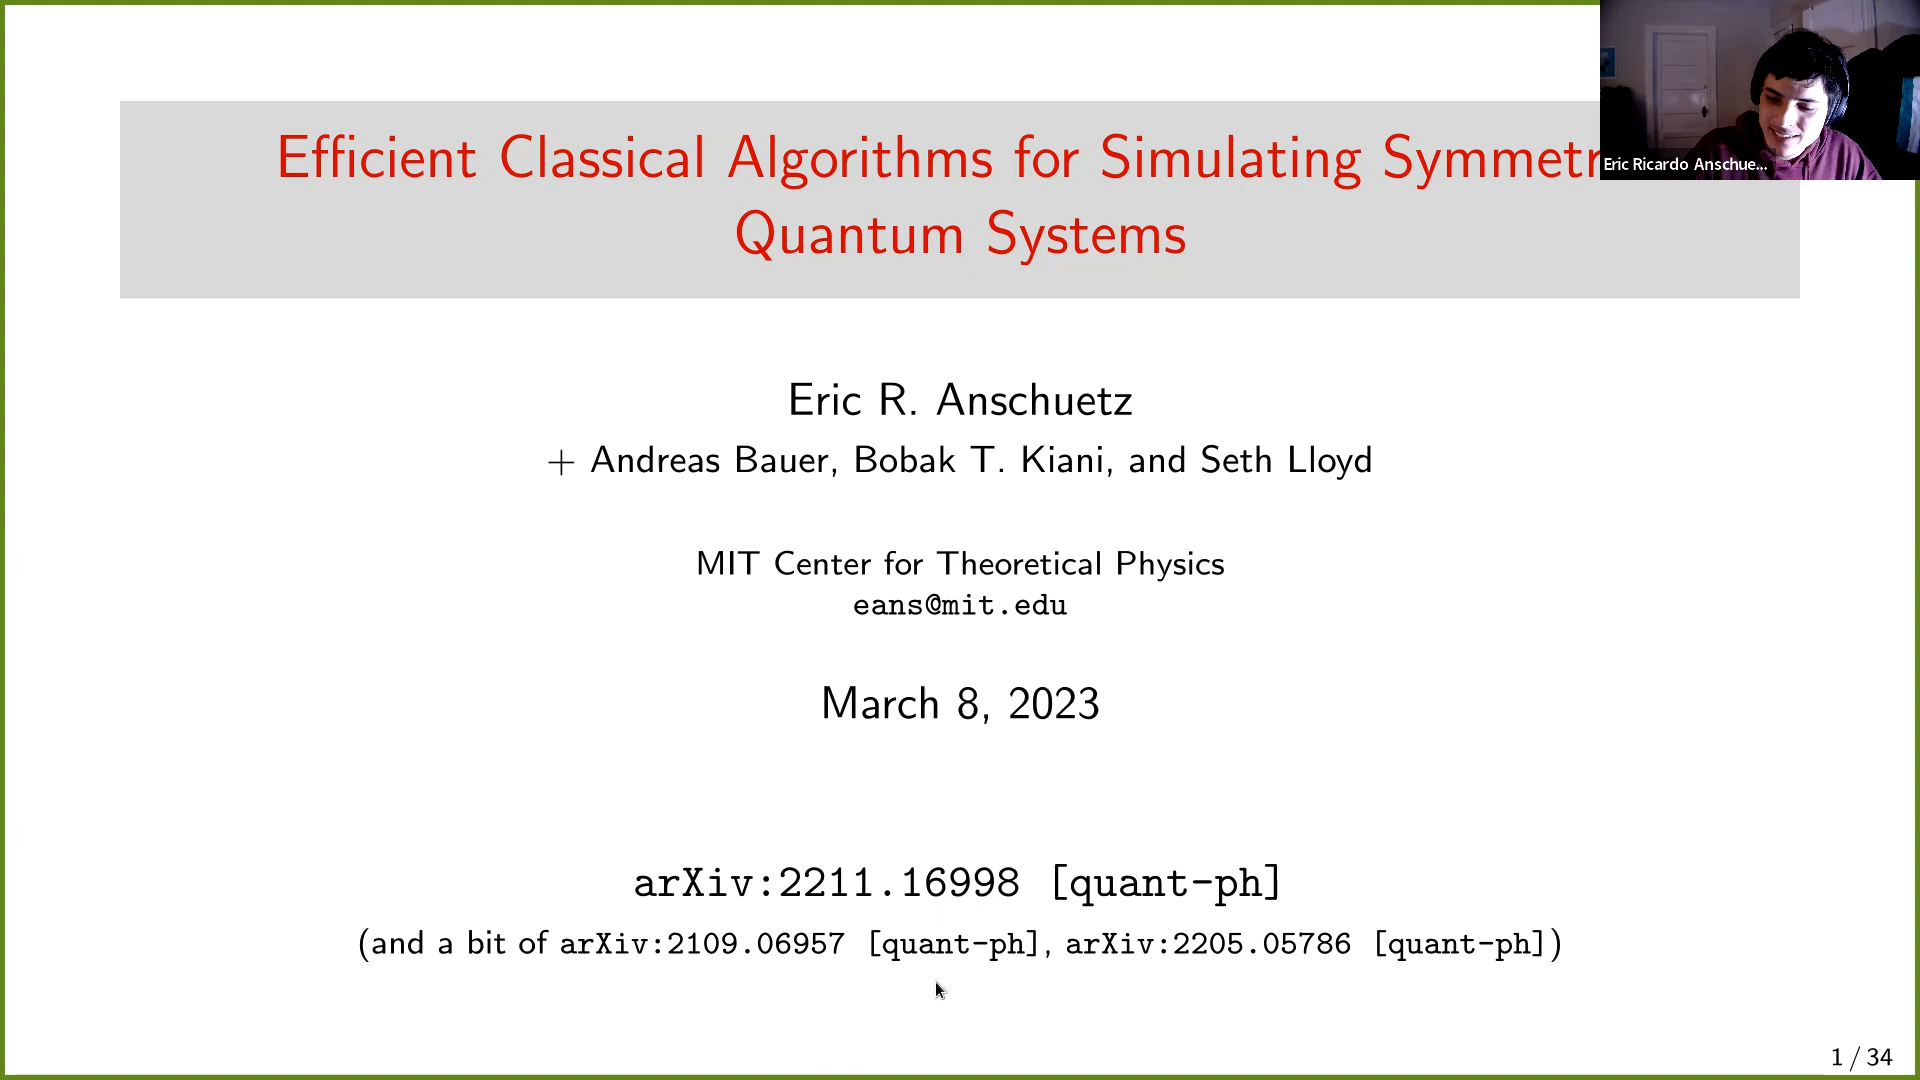 Efficient Classical Algorithms for Simulating Symmetr
Quantum Systems
Eric Ricardo Anschue...
Eric R. Anschuetz
+ Andreas Bauer, Bobak T. Kiani, and Seth Lloyd
MIT Center for Theoretical Physics
eans@mit.edu
March 8, 2023
arXiv:2211.16998 [quant-ph]
(and a bit of arXiv:2109.06957 [quant-ph], arXiv:2205.05786 [quant-ph])
1 / 34